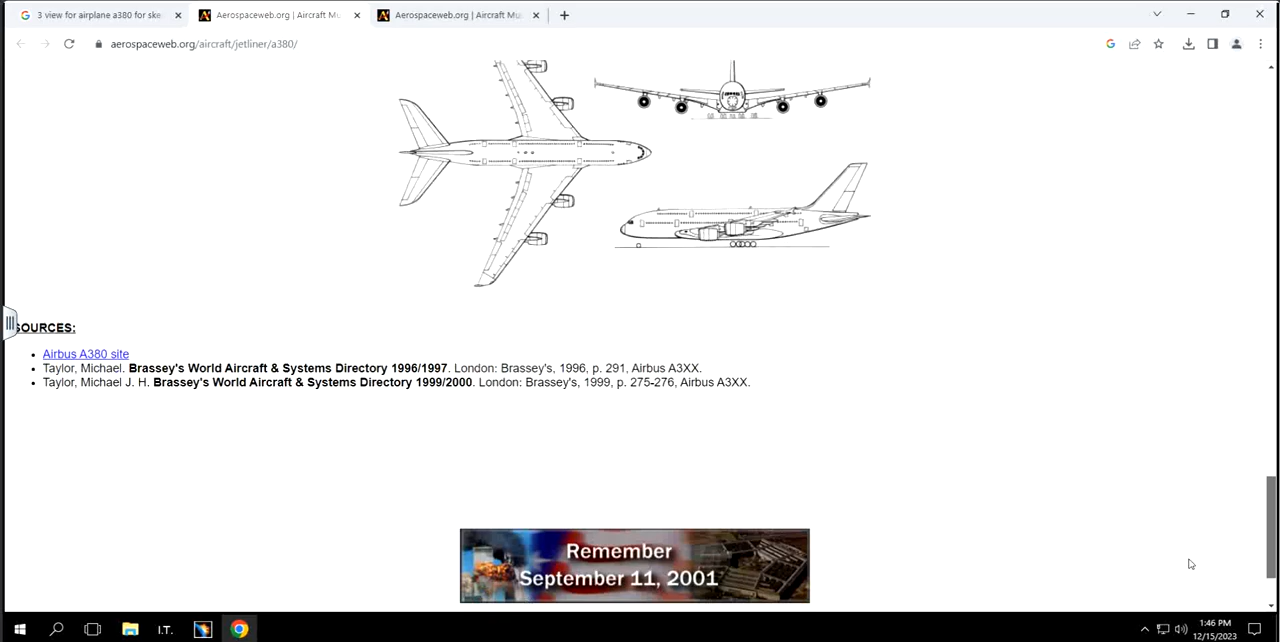 3 view for airplane a380 for ske
Aerospaceweb.org | Aircraft Mu
Aerospaceweb.org | Aircraft Mu
aerospaceweb.org/aircraft/jetliner/a380/
SOURCES:
Airbus A380 site
Taylor, Michael. Brassey's World Aircraft & Systems Directory 1996/1997. London: Brassey's, 1996, p. 291, Airbus A3XX.
Taylor, Michael J. H. Brassey's World Aircraft & Systems Directory 1999/2000. London: Brassey's, 1999, p. 275-276, Airbus A3XX.
Remember
September 11, 2001
I.T.
1:46 PM
12/15/2023